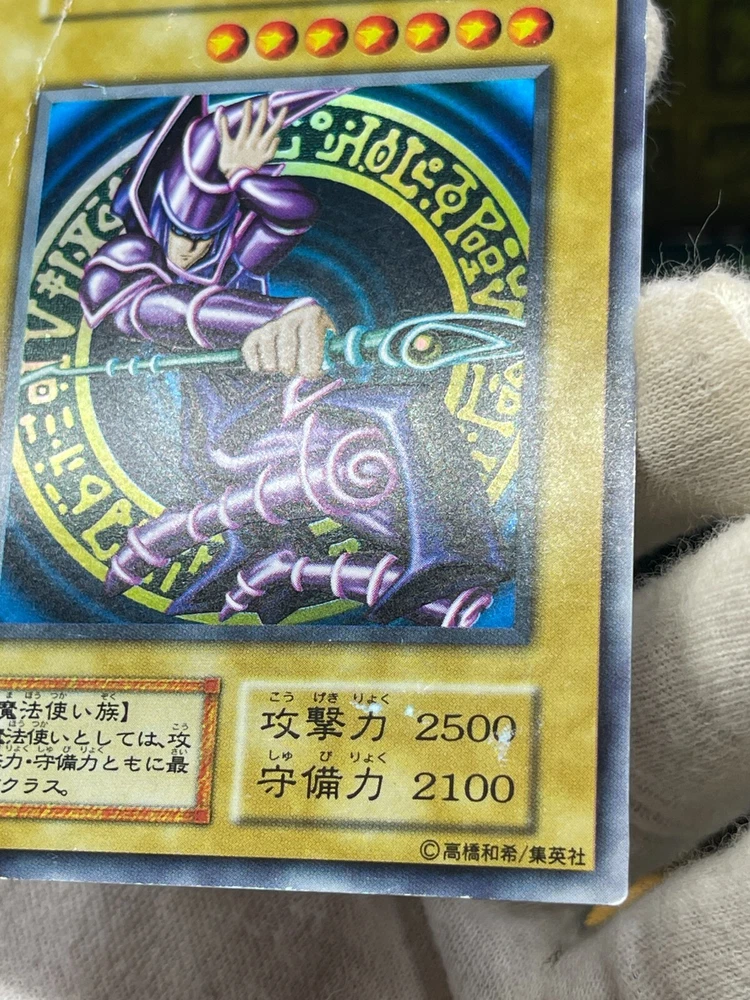 魔法使い族】
法使いとしては、攻
力・守備力ともに最
クラス。
攻撃力 2500
守備力 2100
©高橋和希/集英社